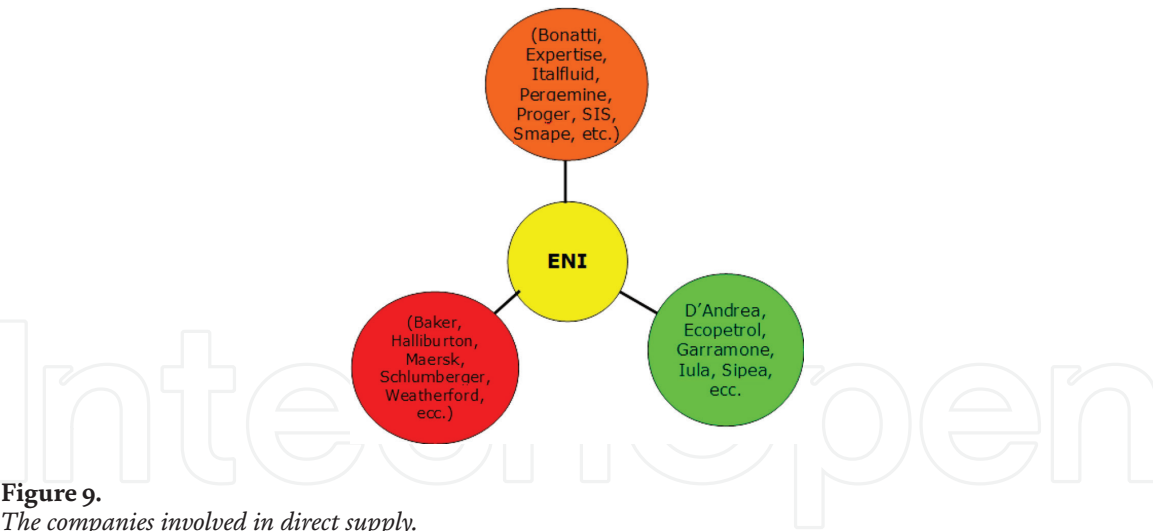 (Bonatti,
Expertise,
Italfluid,
Pergemine,
Proger, SIS,
Smape, etc.)
ENI
(Baker,
Halliburton,
Maersk,
Schlumberger,
Weatherford,
ecc.)
D'Andrea,
Ecopetrol,
Garramone,
Iula, Sipea,
ecc.
IntechOpen
Figure 9.
The companies involved in direct supply.